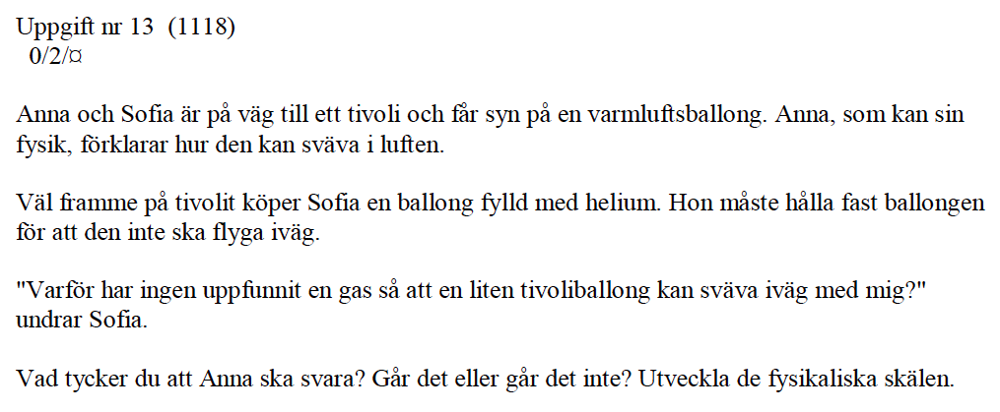 Uppgift nr 13 (1118)
0/2/¤
Anna och Sofia är på väg till ett tivoli och får syn på en varmluftsballong. Anna, som kan sin
fysik, förklarar hur den kan sväva i luften.
Väl framme på tivolit köper Sofia en ballong fylld med helium. Hon måste hålla fast ballongen
för att den inte ska flyga iväg.
"Varför har ingen uppfunnit en gas så att en liten tivoliballong kan sväva iväg med mig?"
undrar Sofia.
Vad tycker du att Anna ska svara? Går det eller går det inte? Utveckla de fysikaliska skälen.